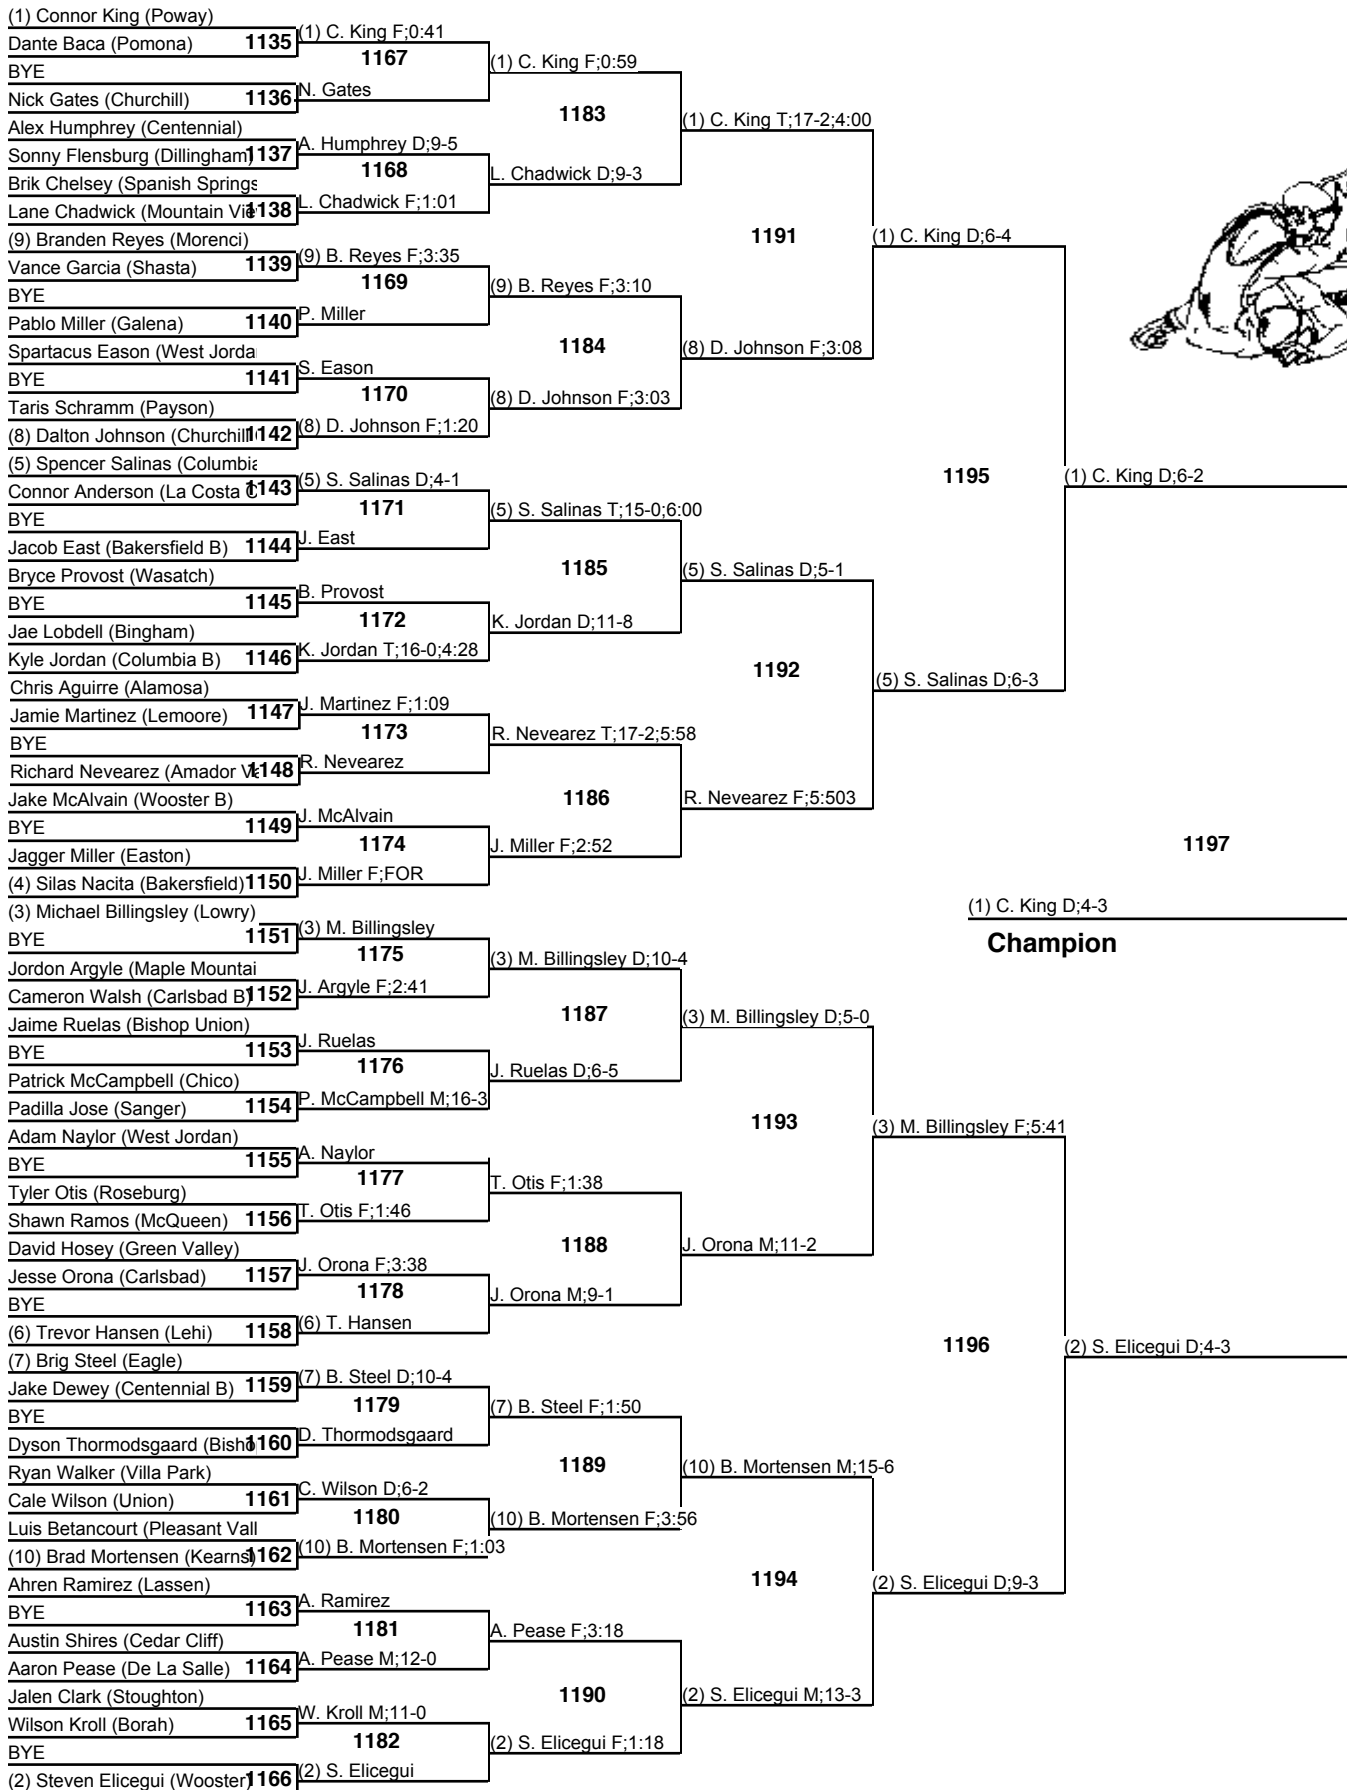 (1) Connor King (Poway)
Dante Baca (Pomona)
1135
BYE
Nick Gates (Churchill)
1136
Alex Humphrey (Centennial)
Sonny Flensburg (Dillingham)
1137
Brik Chelsey (Spanish Springs
Lane Chadwick (Mountain Vie
1138
(9) Branden Reyes (Morenci)
Vance Garcia (Shasta)
1139
BYE
Pablo Miller (Galena)
1140
Spartacus Eason (West Jorda
BYE
1141
Taris Schramm (Payson)
(8) Dalton Johnson (Churchill
1142
(5) Spencer Salinas (Columbia
Connor Anderson (La Costa C
1143
BYE
Jacob East (Bakersfield B)
1144
Bryce Provost (Wasatch)
BYE
1145
Jae Lobdell (Bingham)
Kyle Jordan (Columbia B)
1146
Chris Aguirre (Alamosa)
Jamie Martinez (Lemoore)
1147
BYE
Richard Nevearez (Amador Va
1148
Jake McAlvain (Wooster B)
BYE
1149
Jagger Miller (Easton)
(4) Silas Nacita (Bakersfield)
1150
(3) Michael Billingsley (Lowry)
BYE
1151
Jordon Argyle (Maple Mountai
Cameron Walsh (Carlsbad B)
1152
Jaime Ruelas (Bishop Union)
BYE
1153
Patrick McCampbell (Chico)
Padilla Jose (Sanger)
1154
Adam Naylor (West Jordan)
BYE
1155
Tyler Otis (Roseburg)
Shawn Ramos (McQueen)
1156
David Hosey (Green Valley)
Jesse Orona (Carlsbad)
1157
BYE
(6) Trevor Hansen (Lehi)
1158
(7) Brig Steel (Eagle)
Jake Dewey (Centennial B)
1159
BYE
Dyson Thormodsgaard (Bisho
1160
Ryan Walker (Villa Park)
Cale Wilson (Union)
1161
Luis Betancourt (Pleasant Vall
(10) Brad Mortensen (Kearns)
1162
Ahren Ramirez (Lassen)
BYE
1163
Austin Shires (Cedar Cliff)
Aaron Pease (De La Salle)
1164
Jalen Clark (Stoughton)
Wilson Kroll (Borah)
1165
BYE
(2) Steven Elicegui (Wooster)
1166
(1) C. King F;0:41
1167
N. Gates
A. Humphrey D;9-5
1168
L. Chadwick F;1:01
(9) B. Reyes F;3:35
1169
P. Miller
S. Eason
1170
(8) D. Johnson F;1:20
(5) S. Salinas D;4-1
1171
J. East
B. Provost
1172
K. Jordan T;16-0;4:28
J. Martinez F;1:09
1173
R. Nevearez
J. McAlvain
1174
J. Miller F;FOR
(3) M. Billingsley
1175
J. Argyle F;2:41
J. Ruelas
1176
P. McCampbell M;16-3
A. Naylor
1177
T. Otis F;1:46
J. Orona F;3:38
1178
(6) T. Hansen
(7) B. Steel D;10-4
1179
D. Thormodsgaard
C. Wilson D;6-2
1180
(10) B. Mortensen F;1:03
A. Ramirez
1181
A. Pease M;12-0
W. Kroll M;11-0
1182
(2) S. Elicegui
(1) C. King F;0:59
1183
L. Chadwick D;9-3
(9) B. Reyes F;3:10
1184
(8) D. Johnson F;3:03
(5) S. Salinas T;15-0;6:00
1185
K. Jordan D;11-8
R. Nevearez T;17-2;5:58
1186
J. Miller F;2:52
(3) M. Billingsley D;10-4
1187
J. Ruelas D;6-5
T. Otis F;1:38
1188
J. Orona M;9-1
(7) B. Steel F;1:50
1189
(10) B. Mortensen F;3:56
A. Pease F;3:18
1190
(2) S. Elicegui F;1:18
(1) C. King T;17-2;4:00
1191
(8) D. Johnson F;3:08
(5) S. Salinas D;5-1
1192
R. Nevearez F;5:503
(3) M. Billingsley D;5-0
1193
J. Orona M;11-2
(10) B. Mortensen M;15-6
1194
(2) S. Elicegui M;13-3
(1) C. King D;6-4
1195
(5) S. Salinas D;6-3
(3) M. Billingsley F;5:41
1196
(2) S. Elicegui D;9-3
(1) C. King D;6-2
1197
(2) S. Elicegui D;4-3
(1) C. King D;4-3
Champion